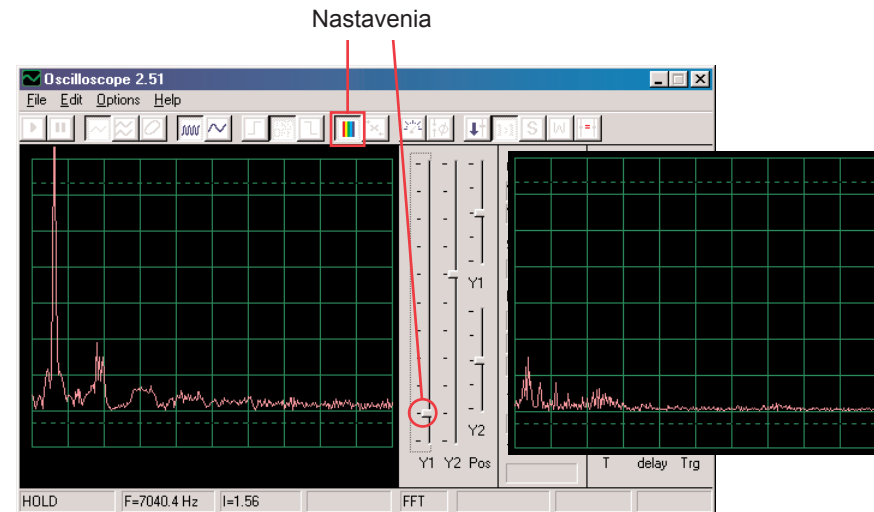 Nastavenia
Oscilloscope 2.51
File Edit Options Help
Y1
Y2
Y1 Y2 Pos
T delay Trg
HOLD F=7040.4 Hz I=1.56 FFT